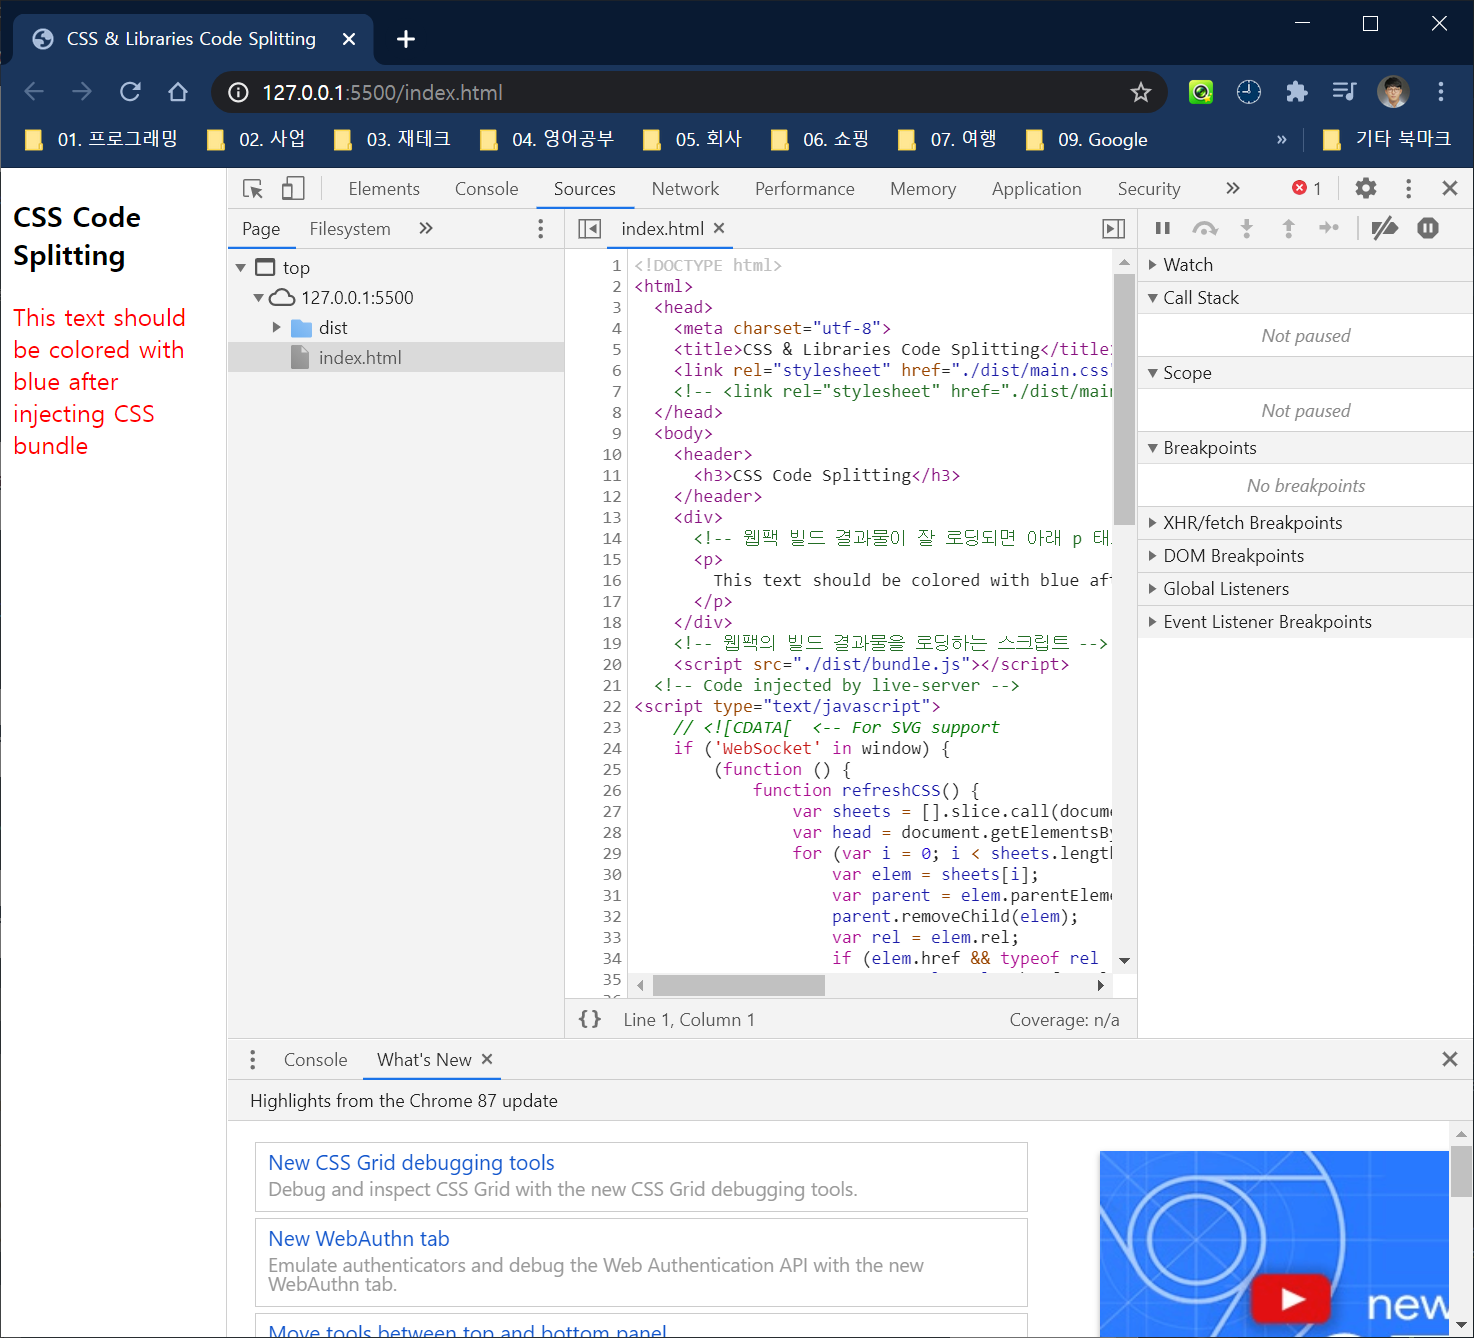 CSS & Libraries Code Splitting
127.0.0.1:5500/index.html
01. 프로그래밍 02. 사업 03. 재테크 04. 영어공부 05. 회사 06. 쇼핑 07. 여행 09. Google » 기타 북마크
CSS Code
Splitting
This text should
be colored with
blue after
injecting CSS
bundle
Elements Console Sources Network Performance Memory Application Security » 1
Page Filesystem »
top
127.0.0.1:5500
dist
index.html
index.html
1 <!DOCTYPE html>
2 <html>
3 <head>
4 <meta charset="utf-8">
5 <title>CSS & Libraries Code Splitting</title>
6 <link rel="stylesheet" href="./dist/main.css"
7 <!-- <link rel="stylesheet" href="./dist/mai
8 </head>
9 <body>
10 <header>
11 <h3>CSS Code Splitting</h3>
12 </header>
13 <div>
14 <!-- 웹팩 빌드 결과물이 잘 로딩되면 아래 p 태
15 <p>
16 This text should be colored with blue af
17 </p>
18 </div>
19 <!-- 웹팩의 빌드 결과물을 로딩하는 스크립트 -->
20 <script src="./dist/bundle.js"></script>
21 <!-- Code injected by live-server -->
22 <script type="text/javascript">
23 // <![CDATA[ <-- For SVG support
24 if ('WebSocket' in window) {
25 (function () {
26 function refreshCSS() {
27 var sheets = [].slice.call(docum
28 var head = document.getElementsBy
29 for (var i = 0; i < sheets.length
30 var elem = sheets[i];
31 var parent = elem.parentElem
32 parent.removeChild(elem);
33 var rel = elem.rel;
34 if (elem.href && typeof rel
35
{ } Line 1, Column 1 Coverage: n/a
Watch
Call Stack
Not paused
Scope
Not paused
Breakpoints
No breakpoints
XHR/fetch Breakpoints
DOM Breakpoints
Global Listeners
Event Listener Breakpoints
Console What's New
Highlights from the Chrome 87 update
New CSS Grid debugging tools
Debug and inspect CSS Grid with the new CSS Grid debugging tools.
New WebAuthn tab
Emulate authenticators and debug the Web Authentication API with the new
WebAuthn tab.
Move tools between top and bottom panel
new